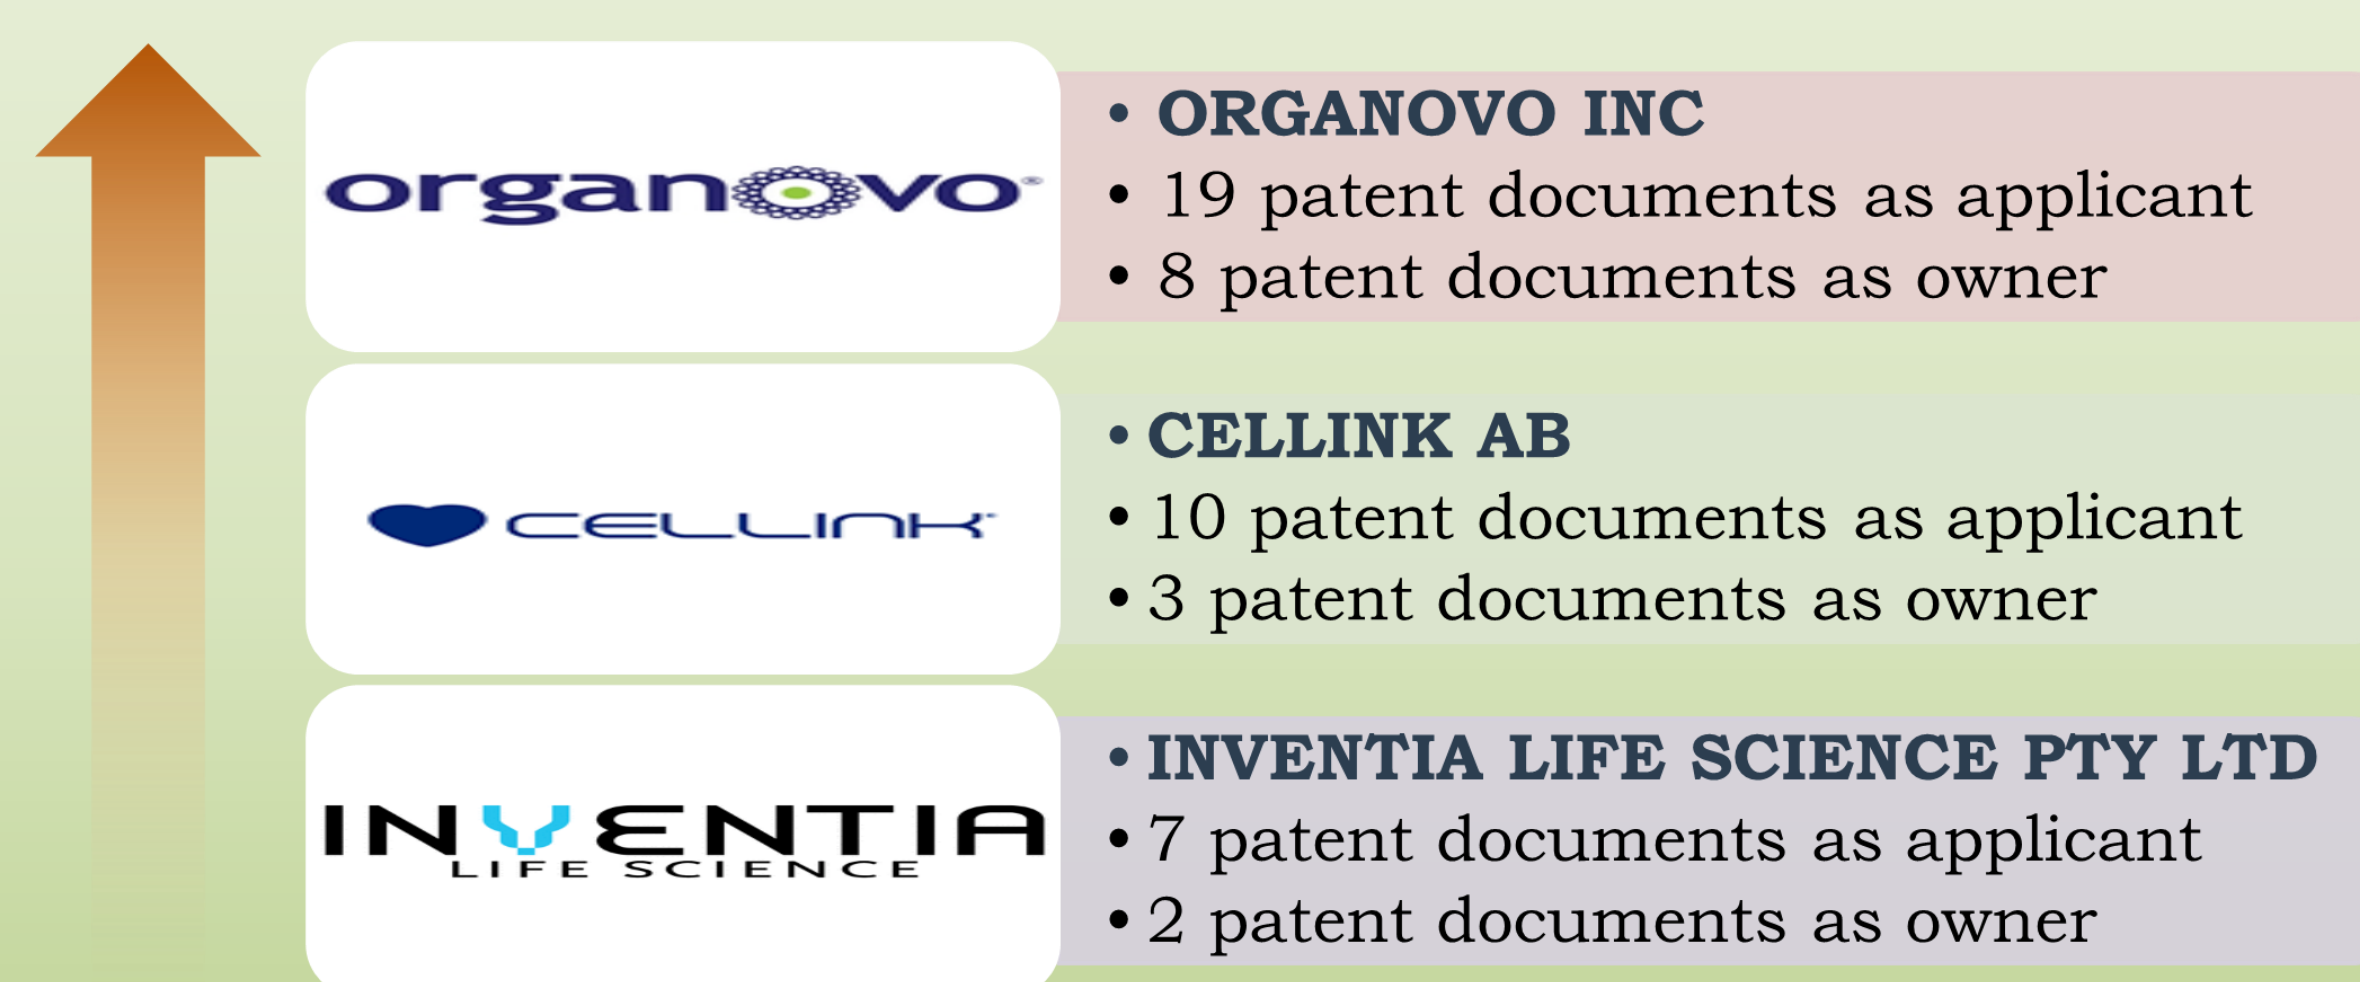 organovo®
• ORGANOVO INC
• 19 patent documents as applicant
• 8 patent documents as owner
CELLINK
• CELLINK AB
• 10 patent documents as applicant
• 3 patent documents as owner
INVENTIA
LIFE SCIENCE
• INVENTIA LIFE SCIENCE PTY LTD
• 7 patent documents as applicant
• 2 patent documents as owner